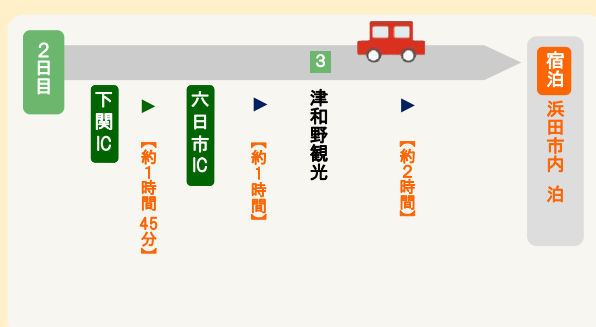 2日目
下関IC
【約1時間45分】
六日市IC
【約1時間】
3
津和野観光
【約2時間】
宿泊
浜田市内 泊